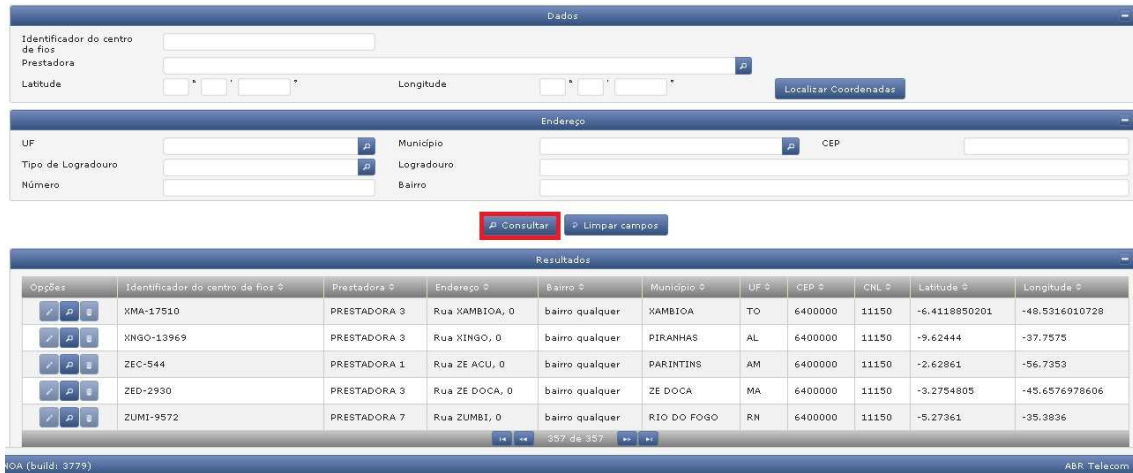 Dados
Identificador do centro
de fios
Prestadora
Latitude ° ' " Longitude ° ' " Localizar Coordenadas
Endereço
UF Município CEP
Tipo de Logradouro Logradouro
Número Bairro
Consultar Limpar campos
Resultados
Opções Identificador do centro de fios Prestadora Endereço Bairro Município UF CEP CNL Latitude Longitude
XMA-17510 PRESTADORA 3 Rua XAMBIOA, 0 bairro qualquer XAMBIOA TO 6400000 11150 -6.4118850201 -48.5316010728
XNGO-13969 PRESTADORA 3 Rua XINGO, 0 bairro qualquer PIRANHAS AL 6400000 11150 -9.62444 -37.7575
ZEC-544 PRESTADORA 1 Rua ZE ACU, 0 bairro qualquer PARINTINS AM 6400000 11150 -2.62861 -56.7353
ZED-2930 PRESTADORA 3 Rua ZE DOCA, 0 bairro qualquer ZE DOCA MA 6400000 11150 -3.2754805 -45.6576978606
ZUMI-9572 PRESTADORA 7 Rua ZUMBI, 0 bairro qualquer RIO DO FOGO RN 6400000 11150 -5.27361 -35.3836
357 de 357
(build: 3779) ABR Telecom